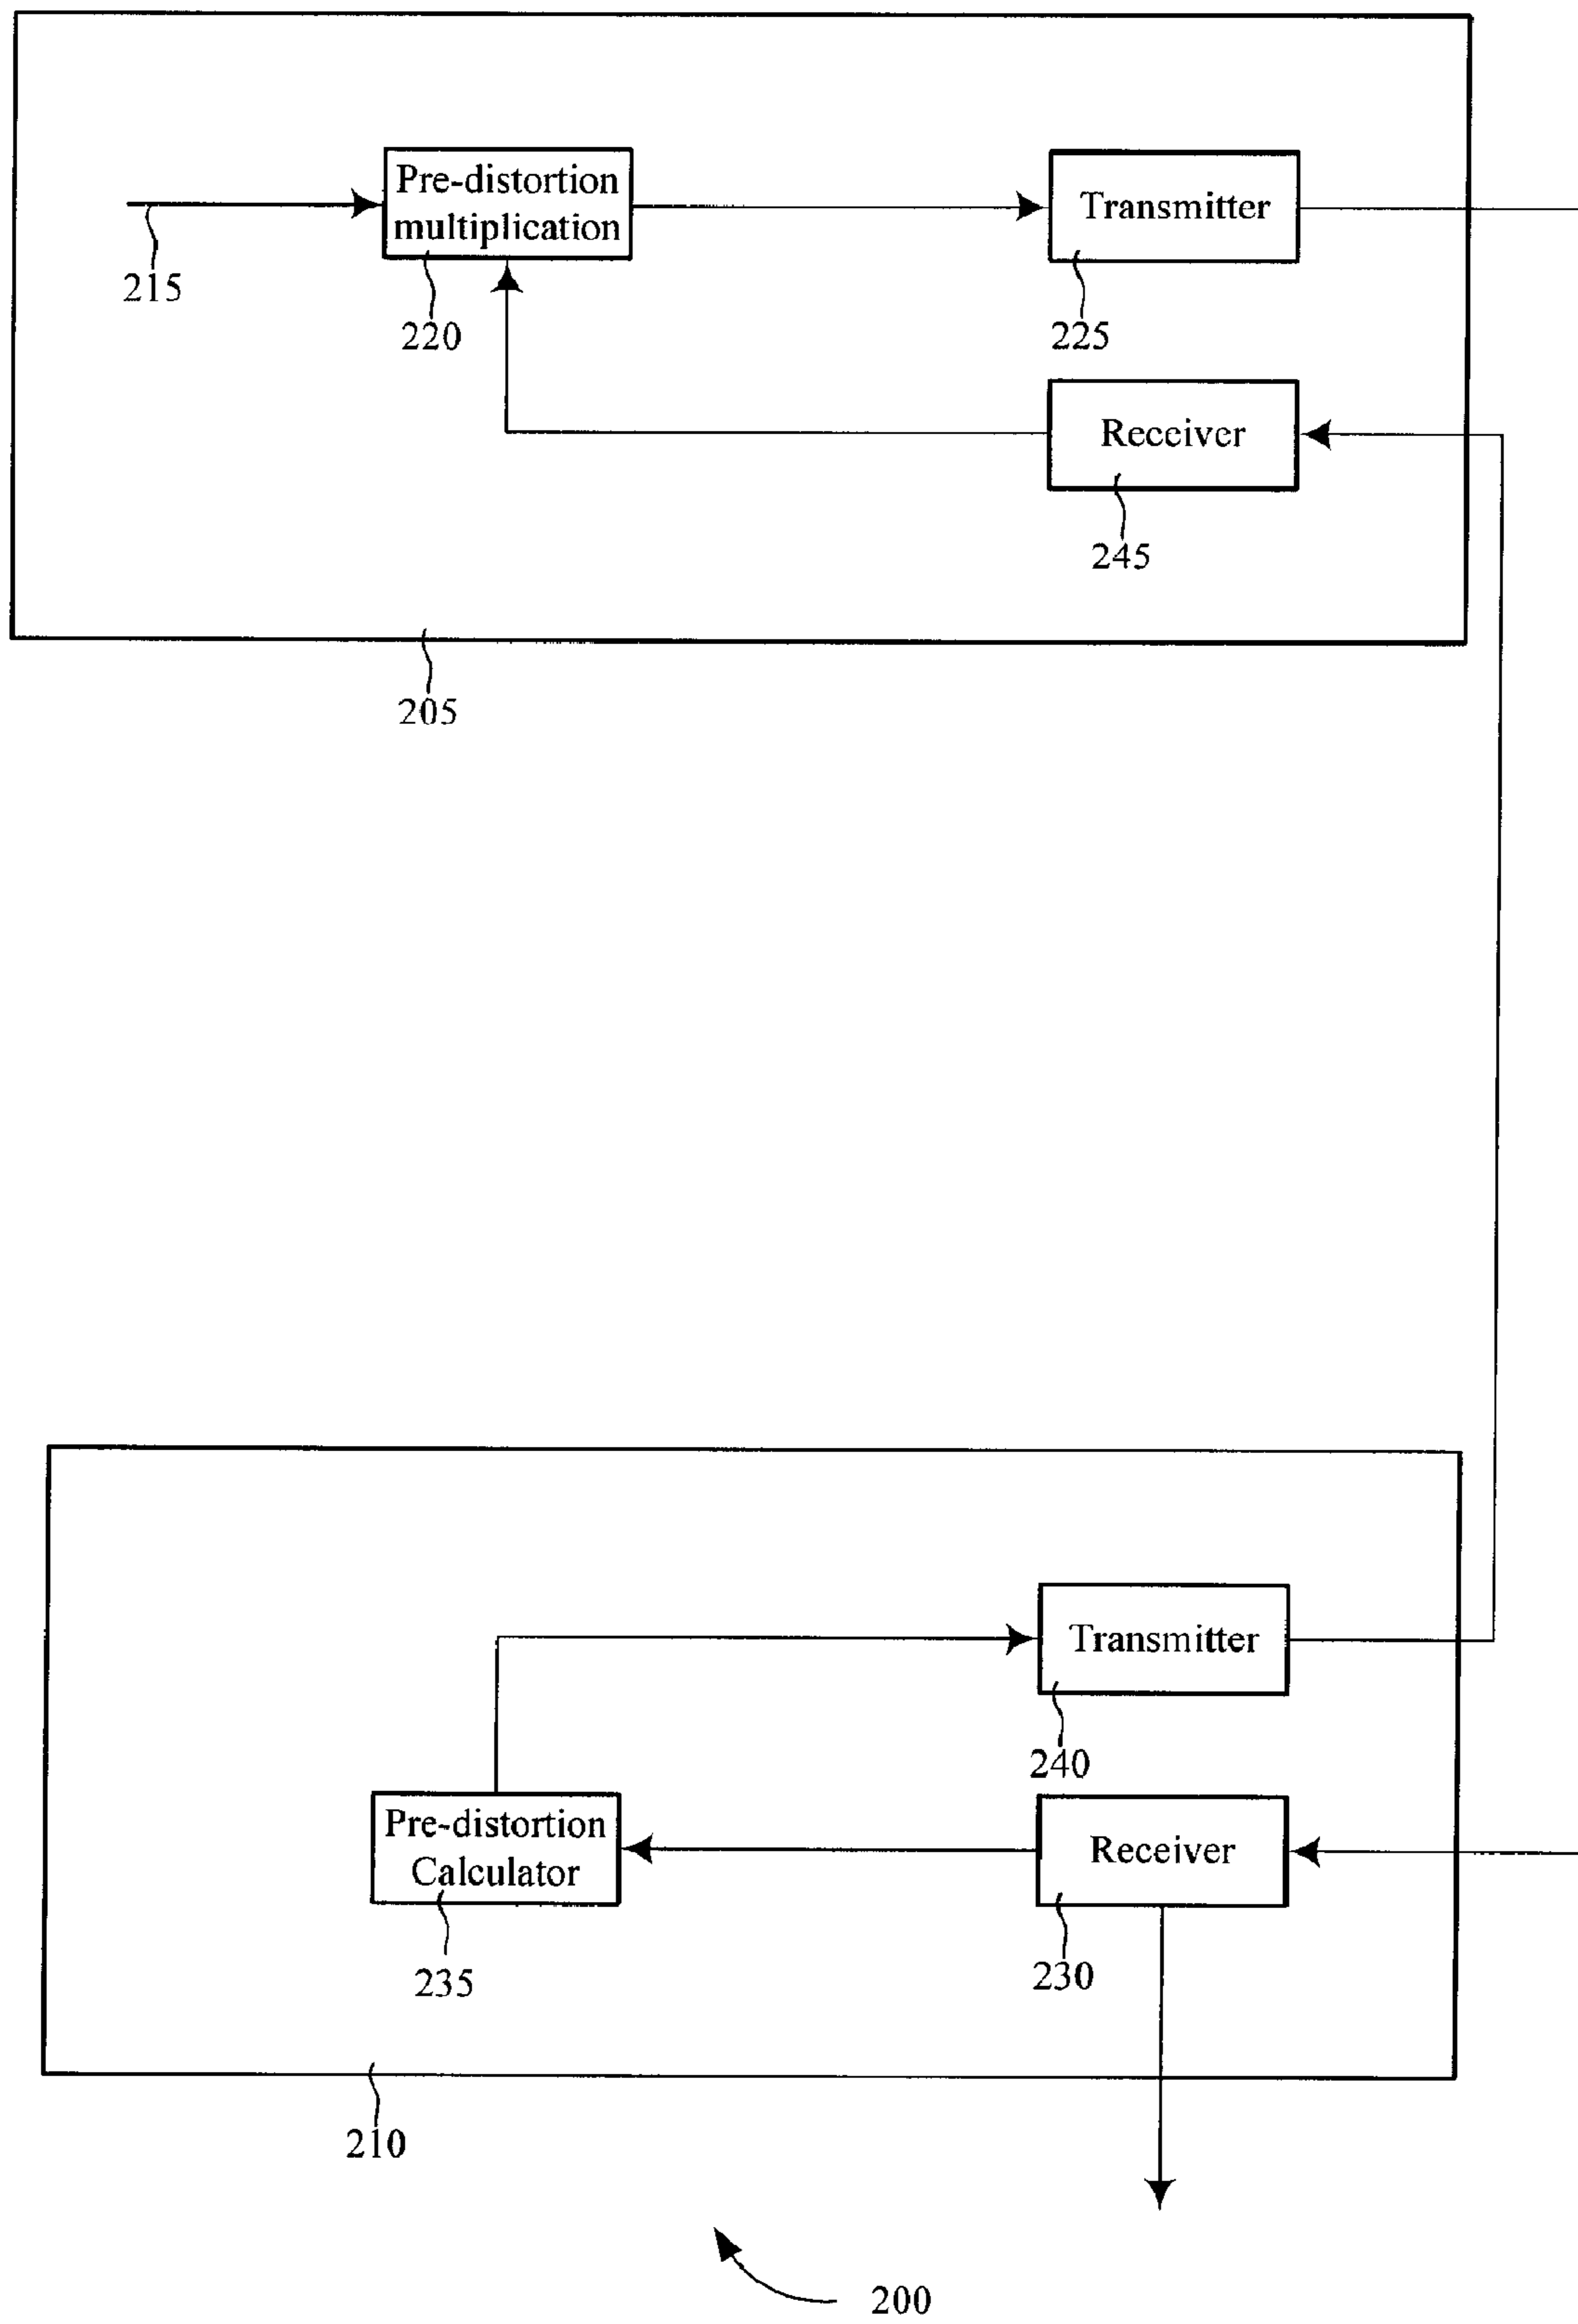 Pre-distortion
multiplication
Transmitter
215
220
225
Receiver
245
205
Transmitter
240
Pre-distortion
Calculator
Receiver
235
230
210
200